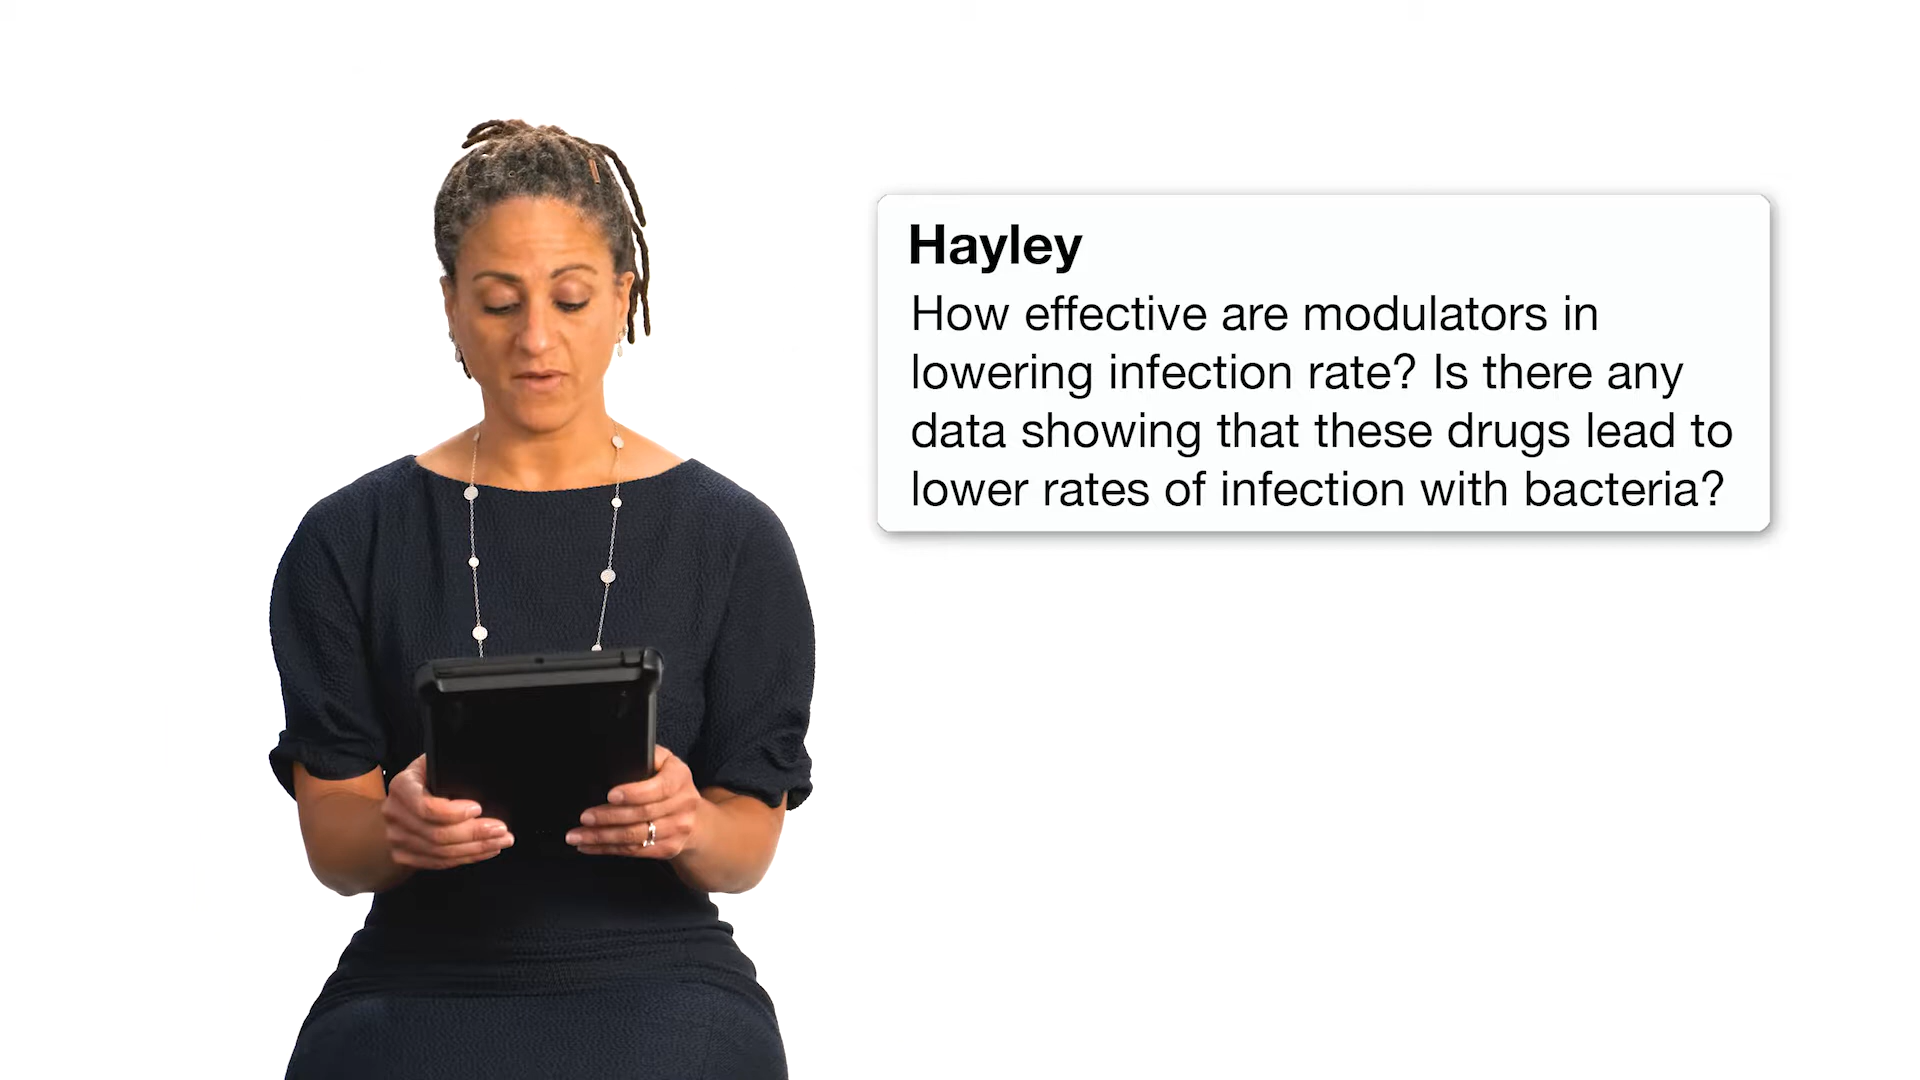 Hayley
How effective are modulators in
lowering infection rate? Is there any
data showing that these drugs lead to
lower rates of infection with bacteria?